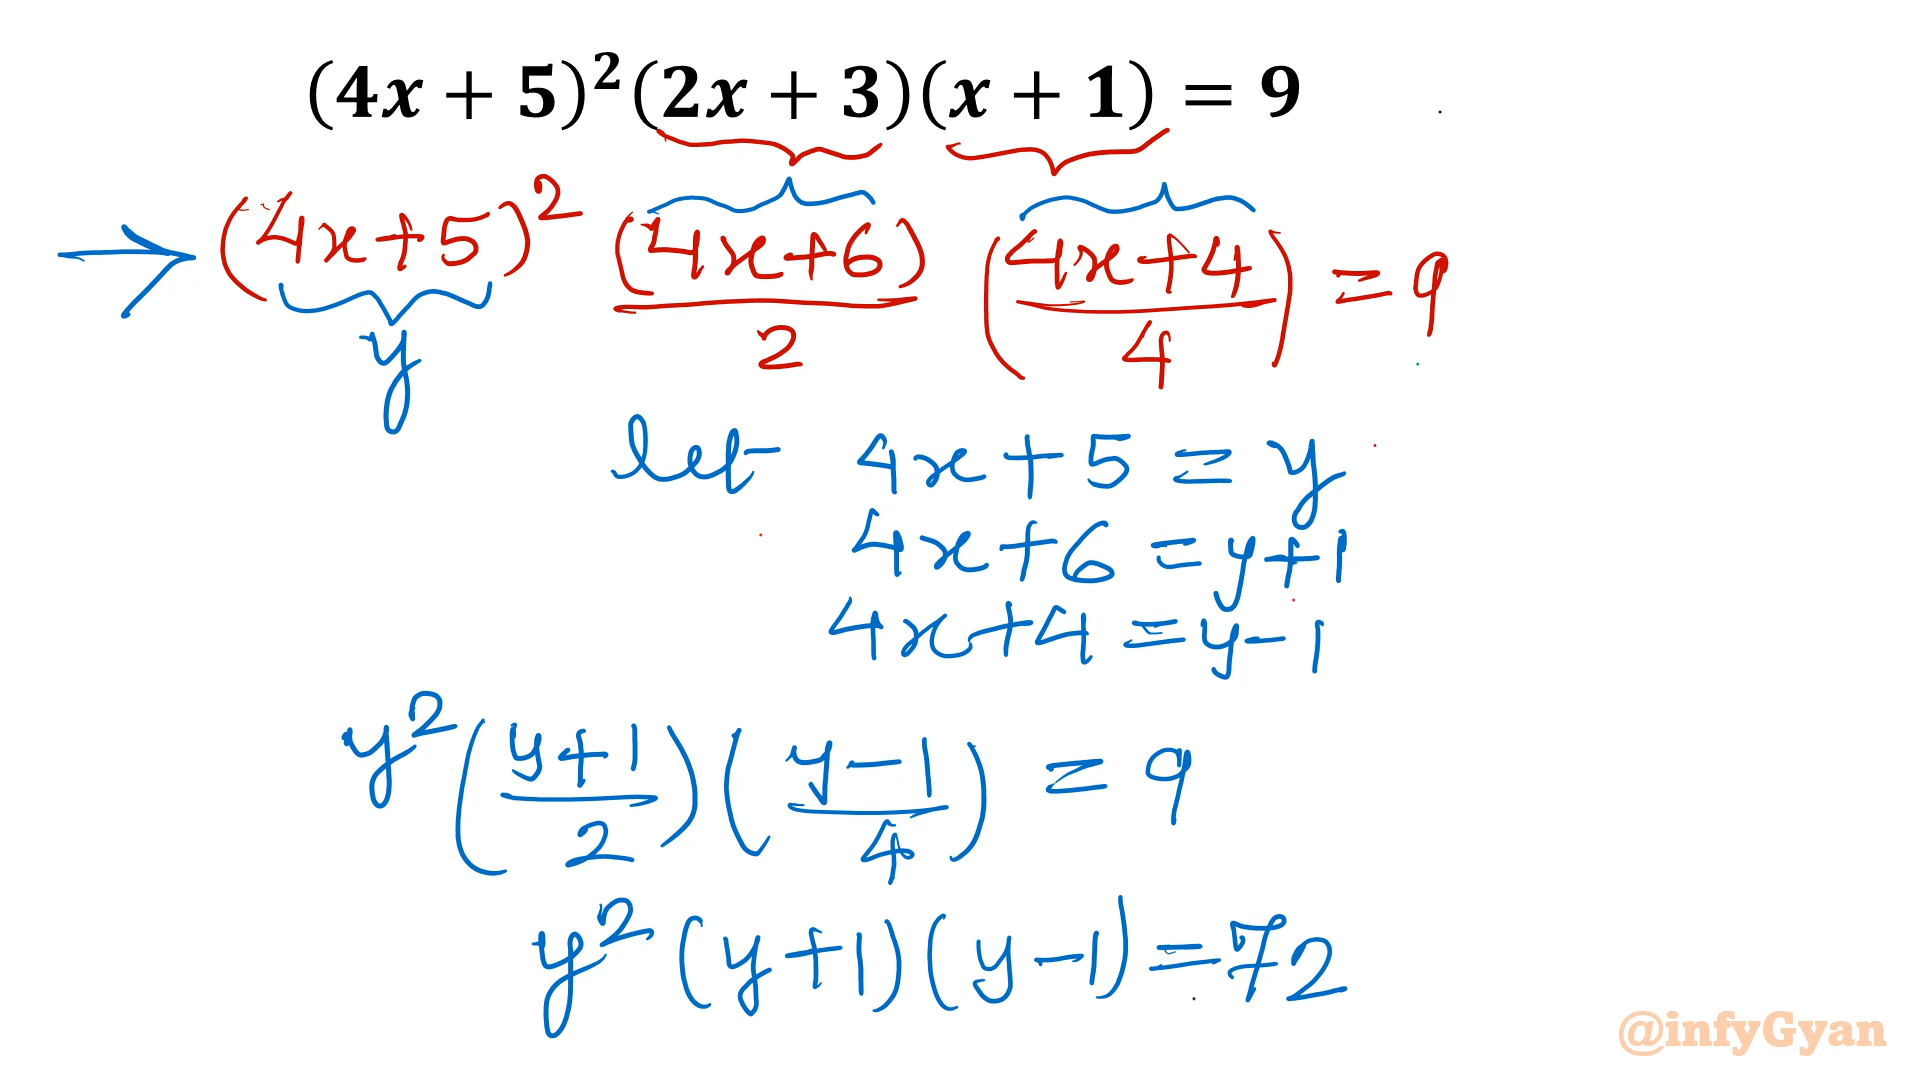 (4x + 5)²(2x + 3)(x + 1) = 9
→ (4x+5)² (4x+6)/2 ((4x+4)/4) = 9
y
let 4x+5 = y
4x+6 = y+1
4x+4 = y-1
y² ((y+1)/2) ((y-1)/4) = 9
y² (y+1) (y-1) = 72
@infyGyan